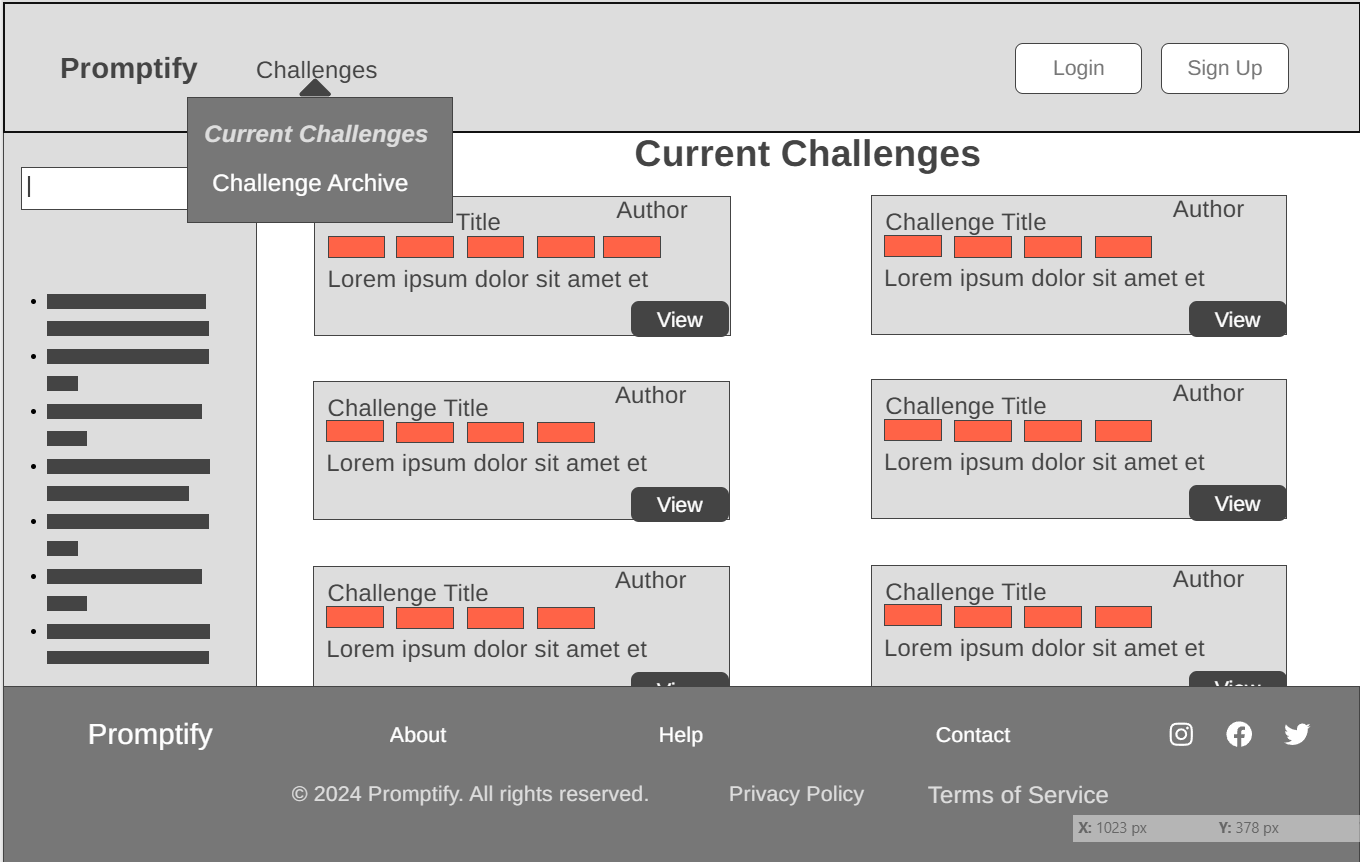 Promptify
Challenges
Login
Sign Up
Current Challenges
Challenge Archive
Current Challenges
Title
Author
Lorem ipsum dolor sit amet et
View
Challenge Title
Author
Lorem ipsum dolor sit amet et
View
Challenge Title
Author
Lorem ipsum dolor sit amet et
View
Challenge Title
Author
Lorem ipsum dolor sit amet et
View
Challenge Title
Author
Lorem ipsum dolor sit amet et
View
Challenge Title
Author
Lorem ipsum dolor sit amet et
View
Promptify
About
Help
Contact
© 2024 Promptify. All rights reserved.
Privacy Policy
Terms of Service
X: 1023 px
Y: 378 px